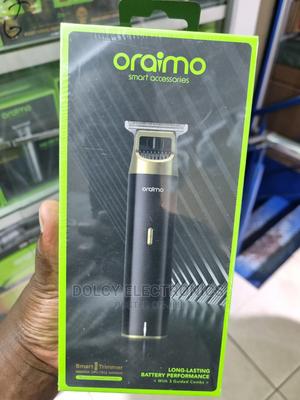 oraimo
smart accessories
oraimo
DOLCY ELECTRONICS
Smart Trimmer
LONG-LASTING
BATTERY PERFORMANCE
< With 3 Guided Combs >